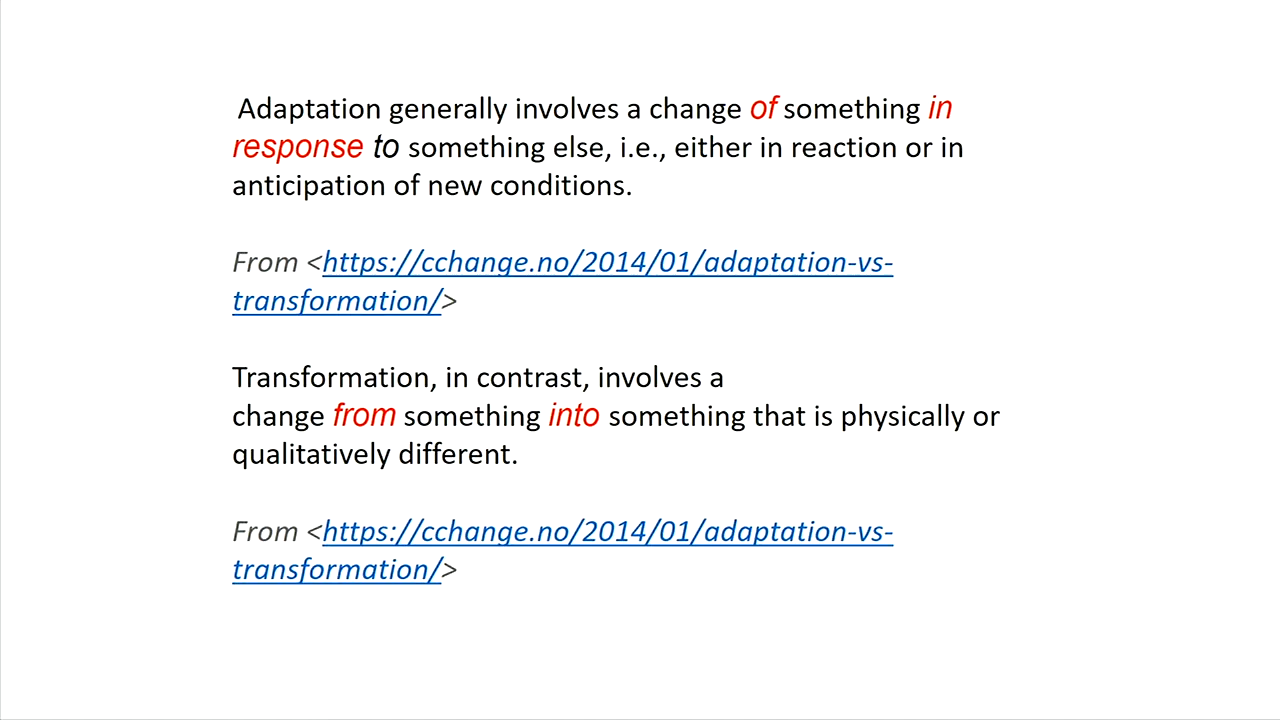 Adaptation generally involves a change of something in
response to something else, i.e., either in reaction or in
anticipation of new conditions.
From <https://cchange.no/2014/01/adaptation-vs-
transformation/>
Transformation, in contrast, involves a
change from something into something that is physically or
qualitatively different.
From <https://cchange.no/2014/01/adaptation-vs-
transformation/>